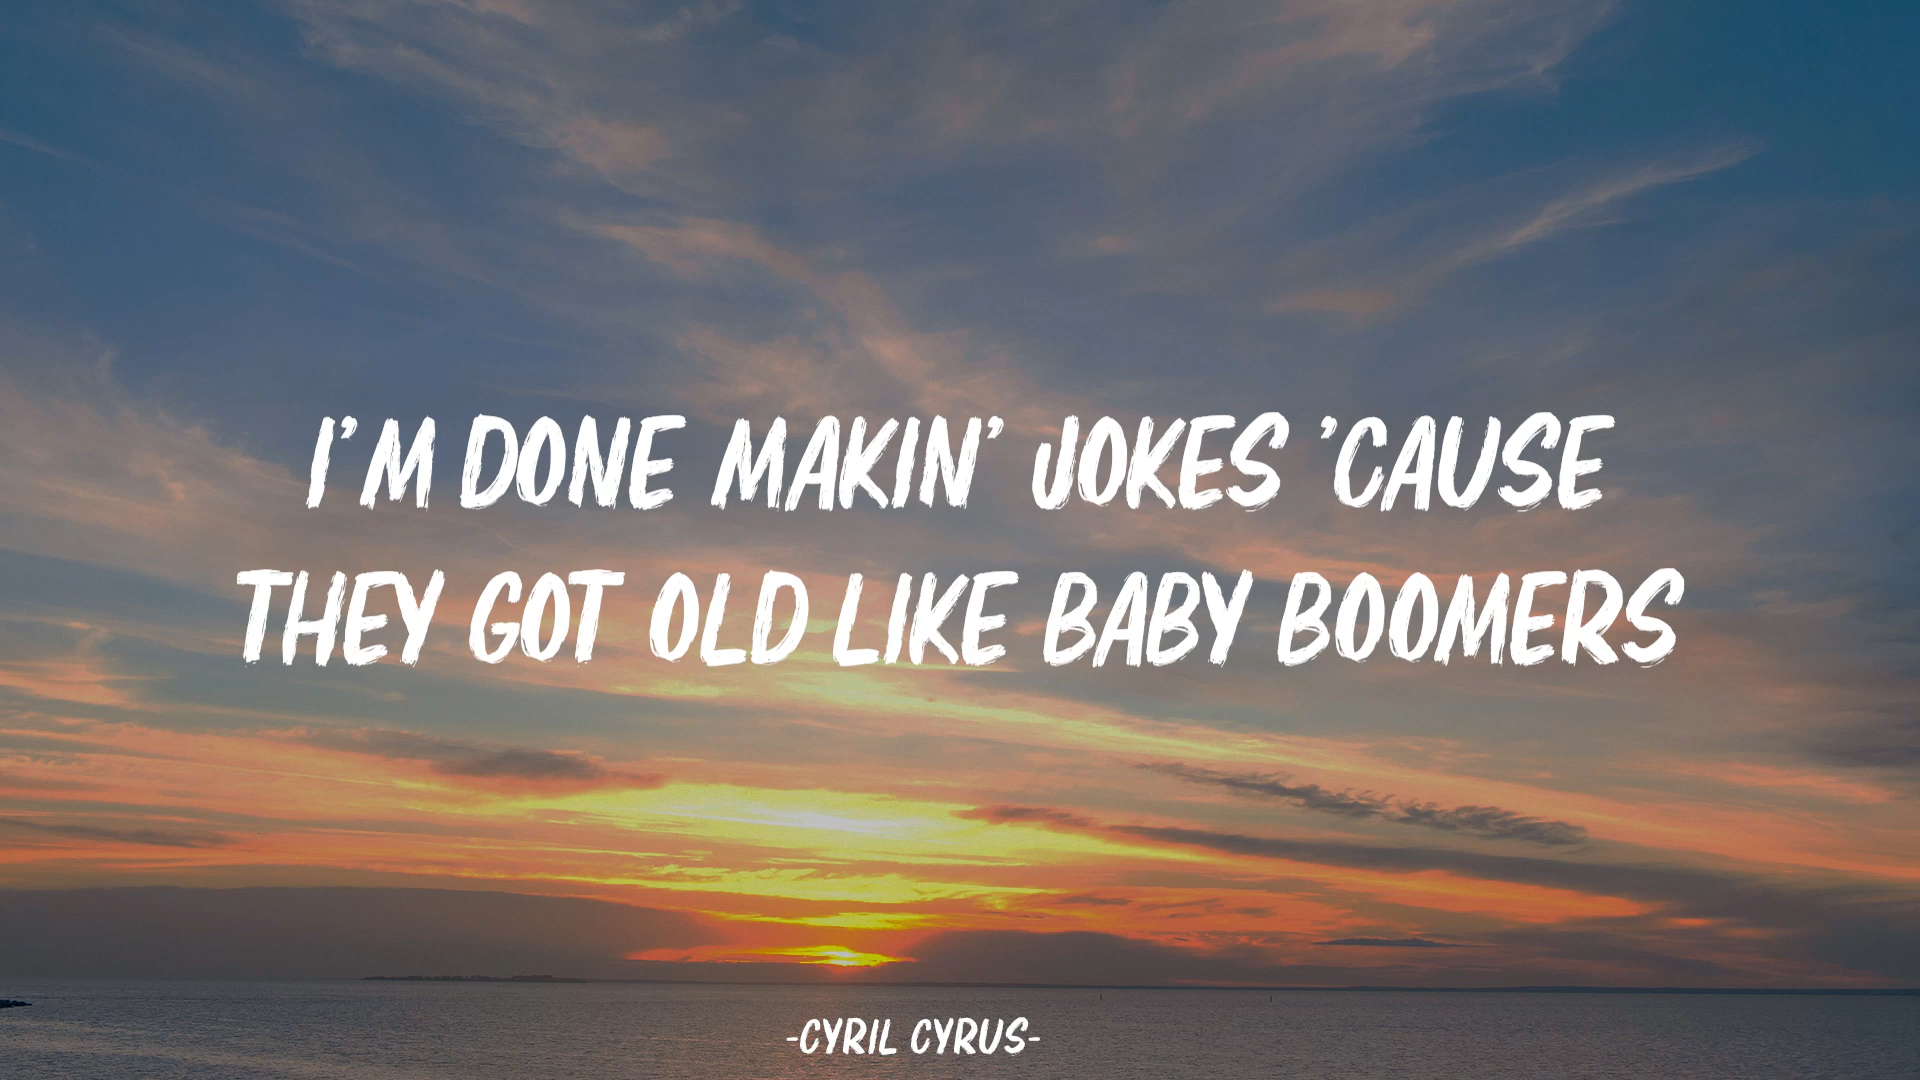 I'M DONE MAKIN' JOKES 'CAUSE
THEY GOT OLD LIKE BABY BOOMERS
-CYRIL CYRUS-